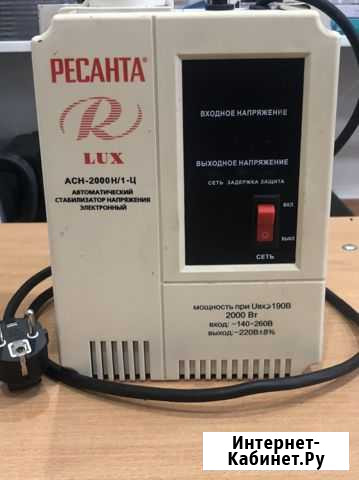 РЕСАНТА®
R
LUX
АСН-2000Н/1-Ц
АВТОМАТИЧЕСКИЙ
СТАБИЛИЗАТОР НАПРЯЖЕНИЯ
ЭЛЕКТРОННЫЙ
ВХОДНОЕ НАПРЯЖЕНИЕ
ВЫХОДНОЕ НАПРЯЖЕНИЕ
СЕТЬ ЗАДЕРЖКА ЗАЩИТА
ВКЛ
ВЫКЛ
СЕТЬ
мощность при Uвх≥190В
2000 Вт
вход: ~140-260В
выход: ~220В±8%
Интернет-
Кабинет.Ру